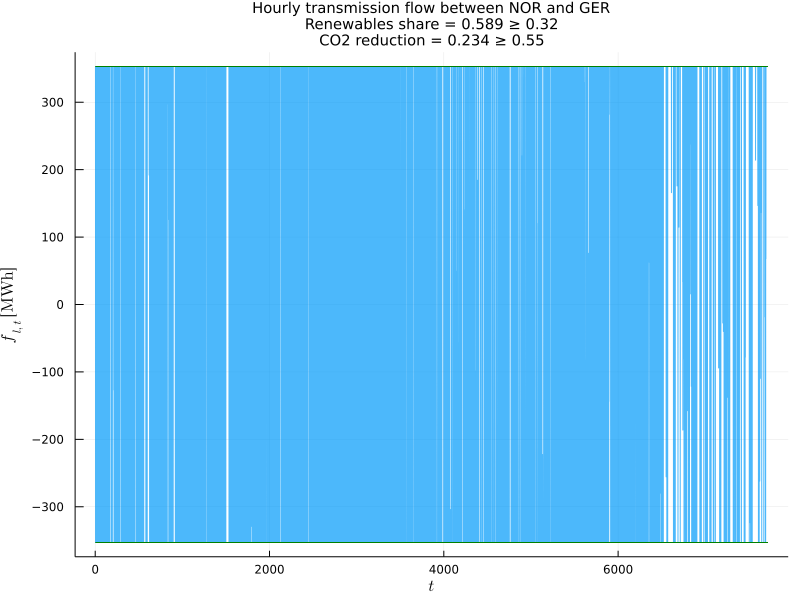 Hourly transmission flow between NOR and GER
Renewables share = 0.589 ≥ 0.32
CO2 reduction = 0.234 ≥ 0.55
300
200
100
0
−100
−200
−300
f_{l,t} [MWh]
0
2000
4000
6000
t